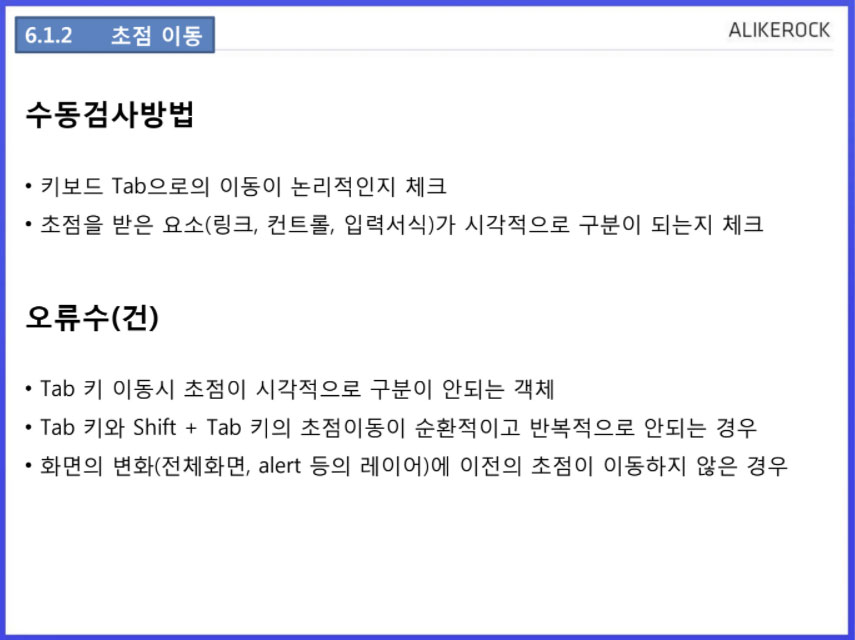 6.1.2 초점 이동
ALIKEROCK
수동검사방법
• 키보드 Tab으로의 이동이 논리적인지 체크
• 초점을 받은 요소(링크, 컨트롤, 입력서식)가 시각적으로 구분이 되는지 체크
오류수(건)
• Tab 키 이동시 초점이 시각적으로 구분이 안되는 객체
• Tab 키와 Shift + Tab 키의 초점이동이 순환적이고 반복적으로 안되는 경우
• 화면의 변화(전체화면, alert 등의 레이어)에 이전의 초점이 이동하지 않은 경우